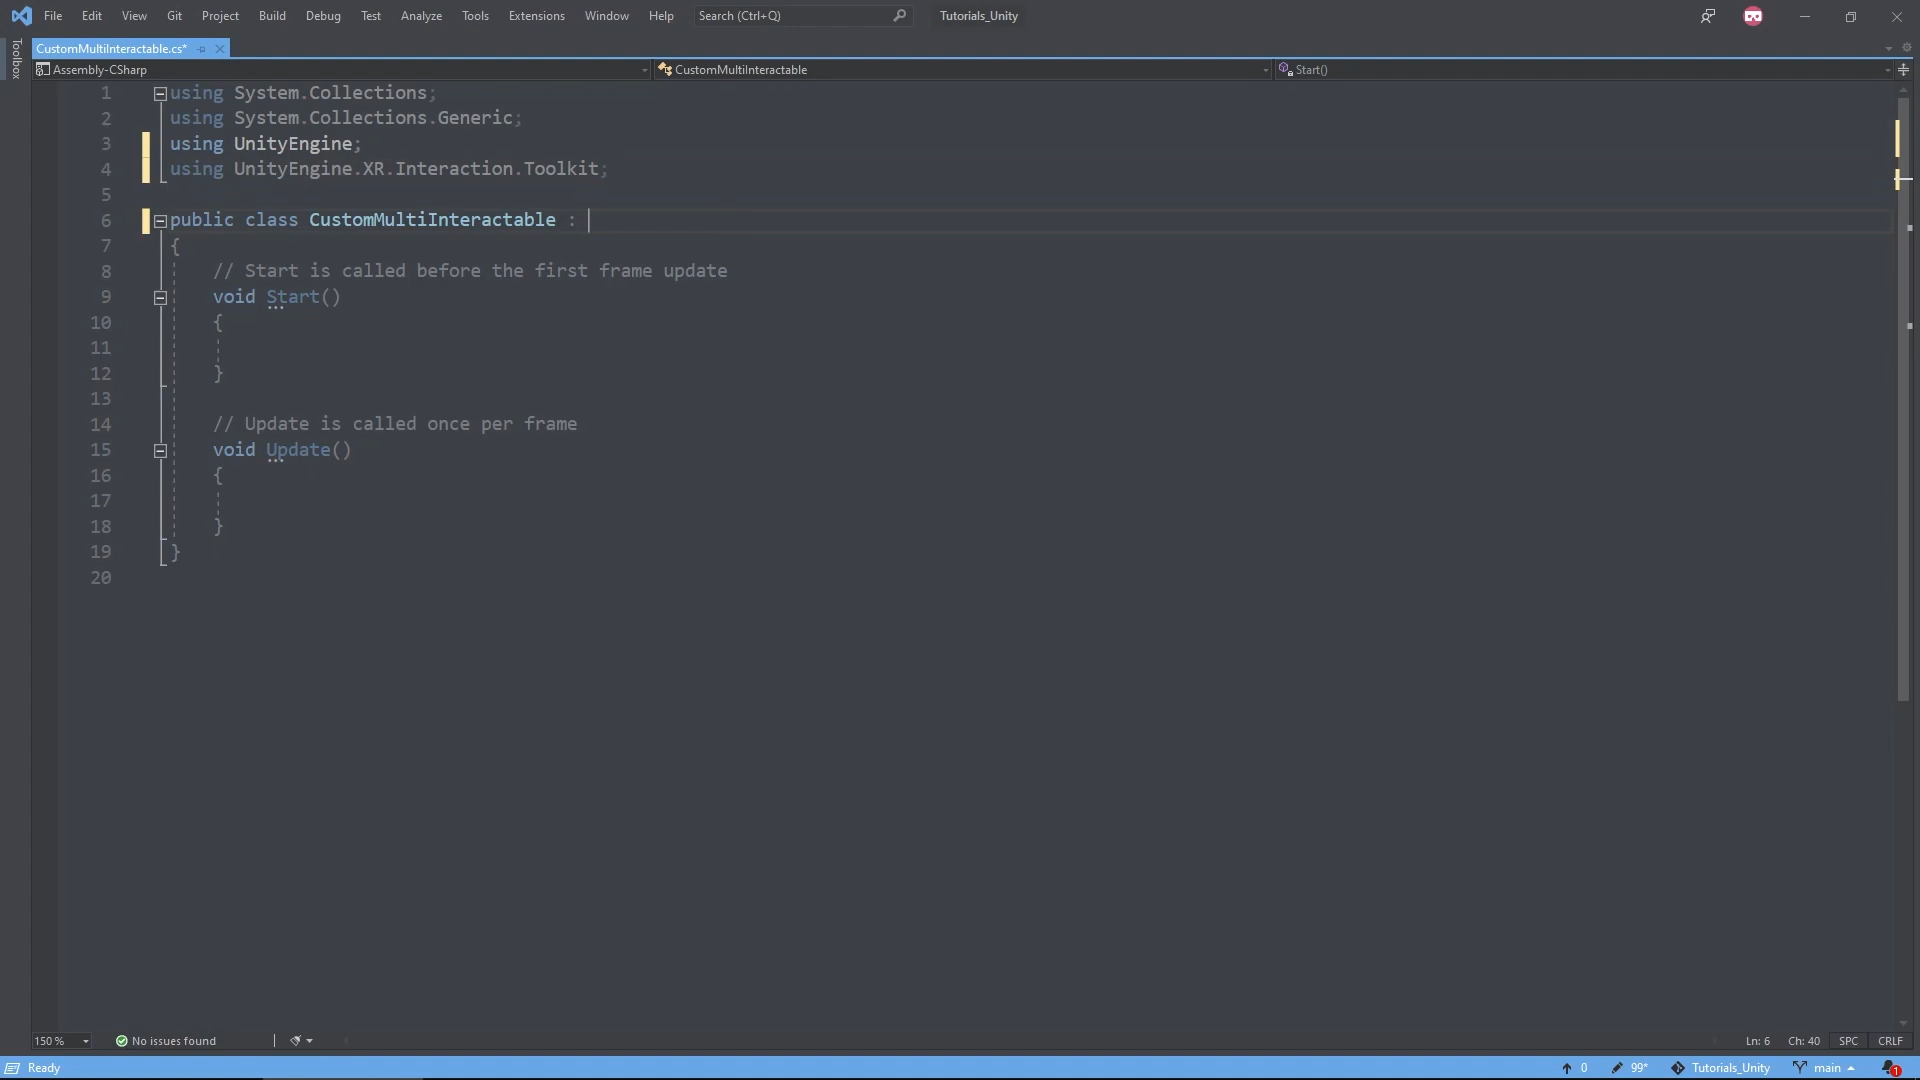 File Edit View Git Project Build Debug Test Analyze Tools Extensions Window Help Search (Ctrl+Q) Tutorials_Unity
Toolbox
CustomMultiInteractable.cs*
Assembly-CSharp CustomMultiInteractable Start()
1 using System.Collections;
2 using System.Collections.Generic;
3 using UnityEngine;
4 using UnityEngine.XR.Interaction.Toolkit;
5
6 public class CustomMultiInteractable :
7 {
8 // Start is called before the first frame update
9 void Start()
10 {
11
12 }
13
14 // Update is called once per frame
15 void Update()
16 {
17
18 }
19 }
20
150 % No issues found Ln: 6 Ch: 40 SPC CRLF
Ready 0 99* Tutorials_Unity main 1